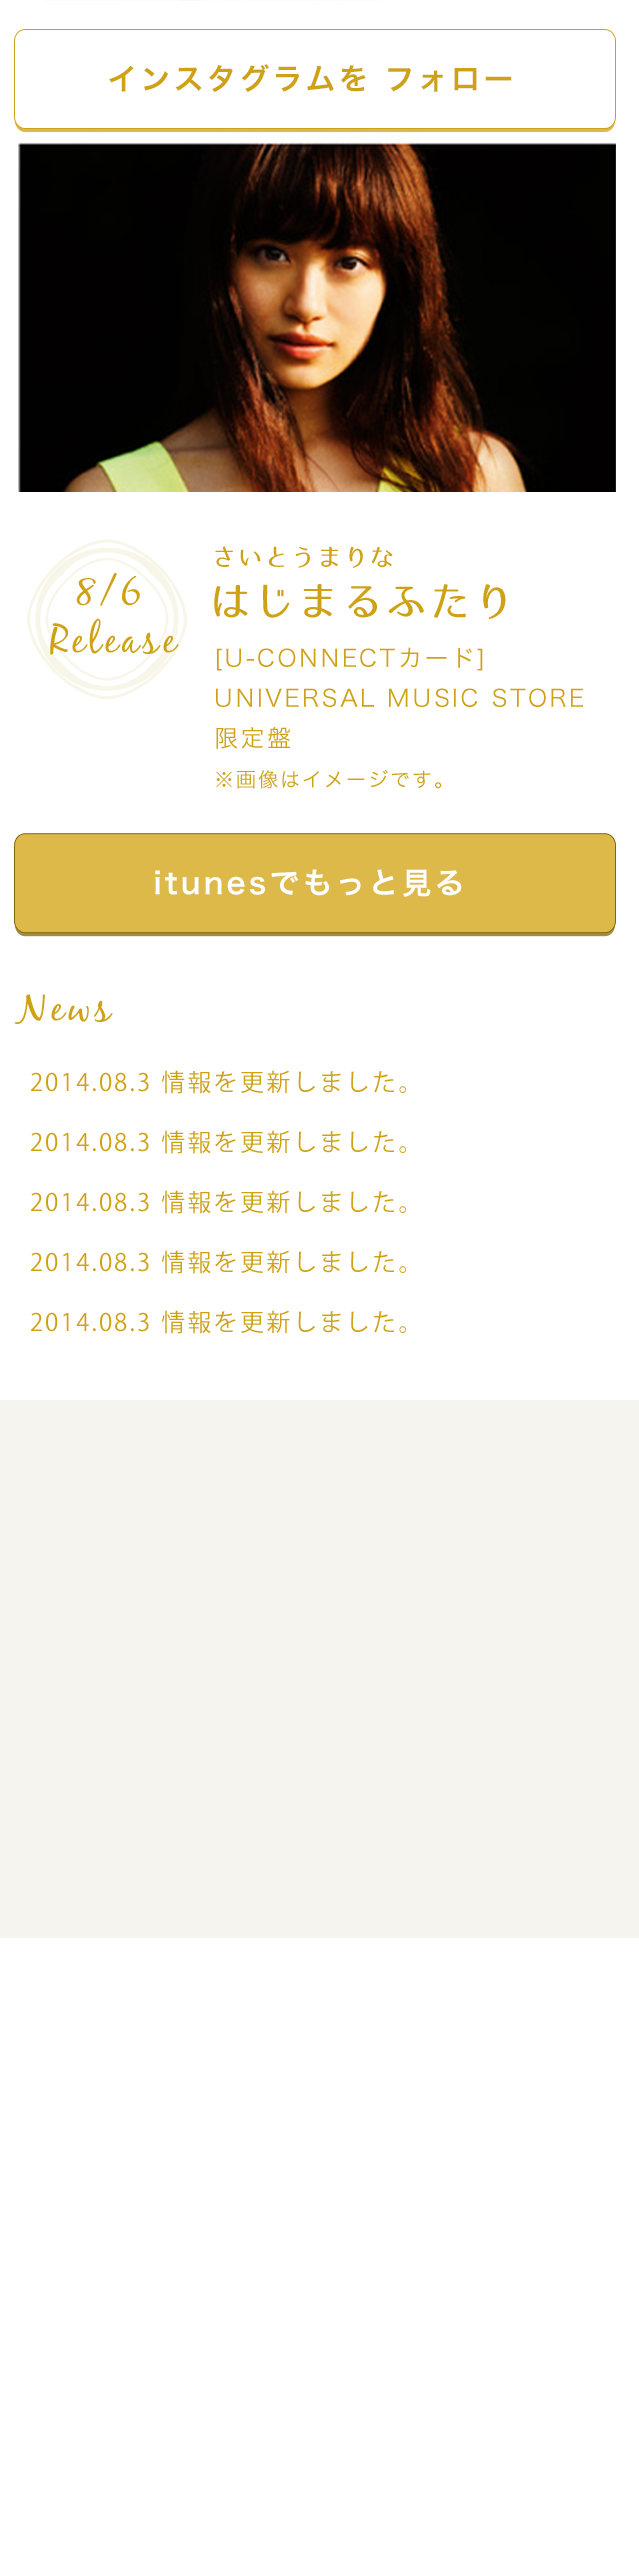 インスタグラムを フォロー
8/6
Release
さいとうまりな
はじまるふたり
[U-CONNECTカード]
UNIVERSAL MUSIC STORE
限定盤
※画像はイメージです。
itunesでもっと見る
News
2014.08.3 情報を更新しました。
2014.08.3 情報を更新しました。
2014.08.3 情報を更新しました。
2014.08.3 情報を更新しました。
2014.08.3 情報を更新しました。